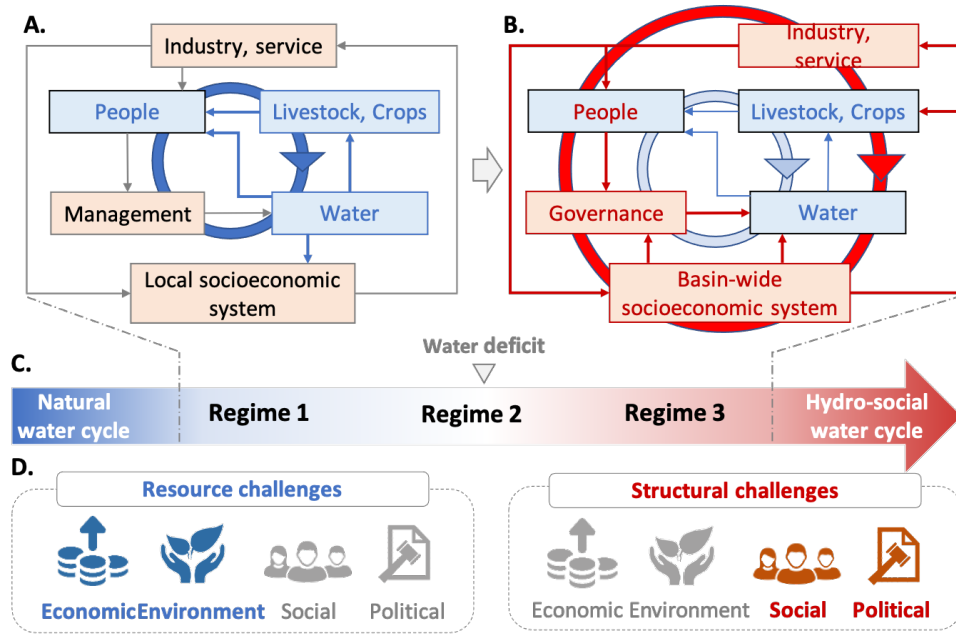 A.
Industry, service
People
Livestock, Crops
Management
Water
Local socioeconomic
system
B.
Industry,
service
People
Livestock, Crops
Governance
Water
Basin-wide
socioeconomic system
Water deficit
C.
Natural
water cycle
Regime 1
Regime 2
Regime 3
Hydro-social
water cycle
D.
Resource challenges
Economic
Environment
Social
Political
Structural challenges
Economic
Environment
Social
Political